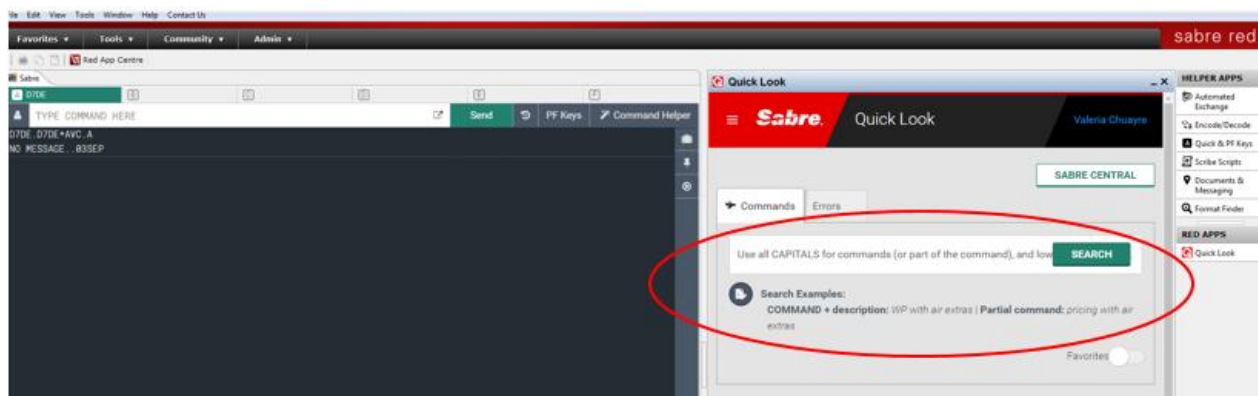 ile Edit View Tools Window Help Contact Us
Favorites Tools Community Admin
sabre red
Red App Centre
Sabre
A D7DE B C D E F
TYPE COMMAND HERE Send PF Keys Command Helper
D7DE.D7DE*AVC.A
NO MESSAGE..03SEP
Quick Look
Sabre. Quick Look Valeria Chuayre
SABRE CENTRAL
Commands Errors
Use all CAPITALS for commands (or part of the command), and low SEARCH
Search Examples:
COMMAND + description: WP with air extras | Partial command: pricing with air
extras
Favorites
HELPER APPS
Automated
Exchange
Encode/Decode
Quick & PF Keys
Scribe Scripts
Documents &
Messaging
Format Finder
RED APPS
Quick Look